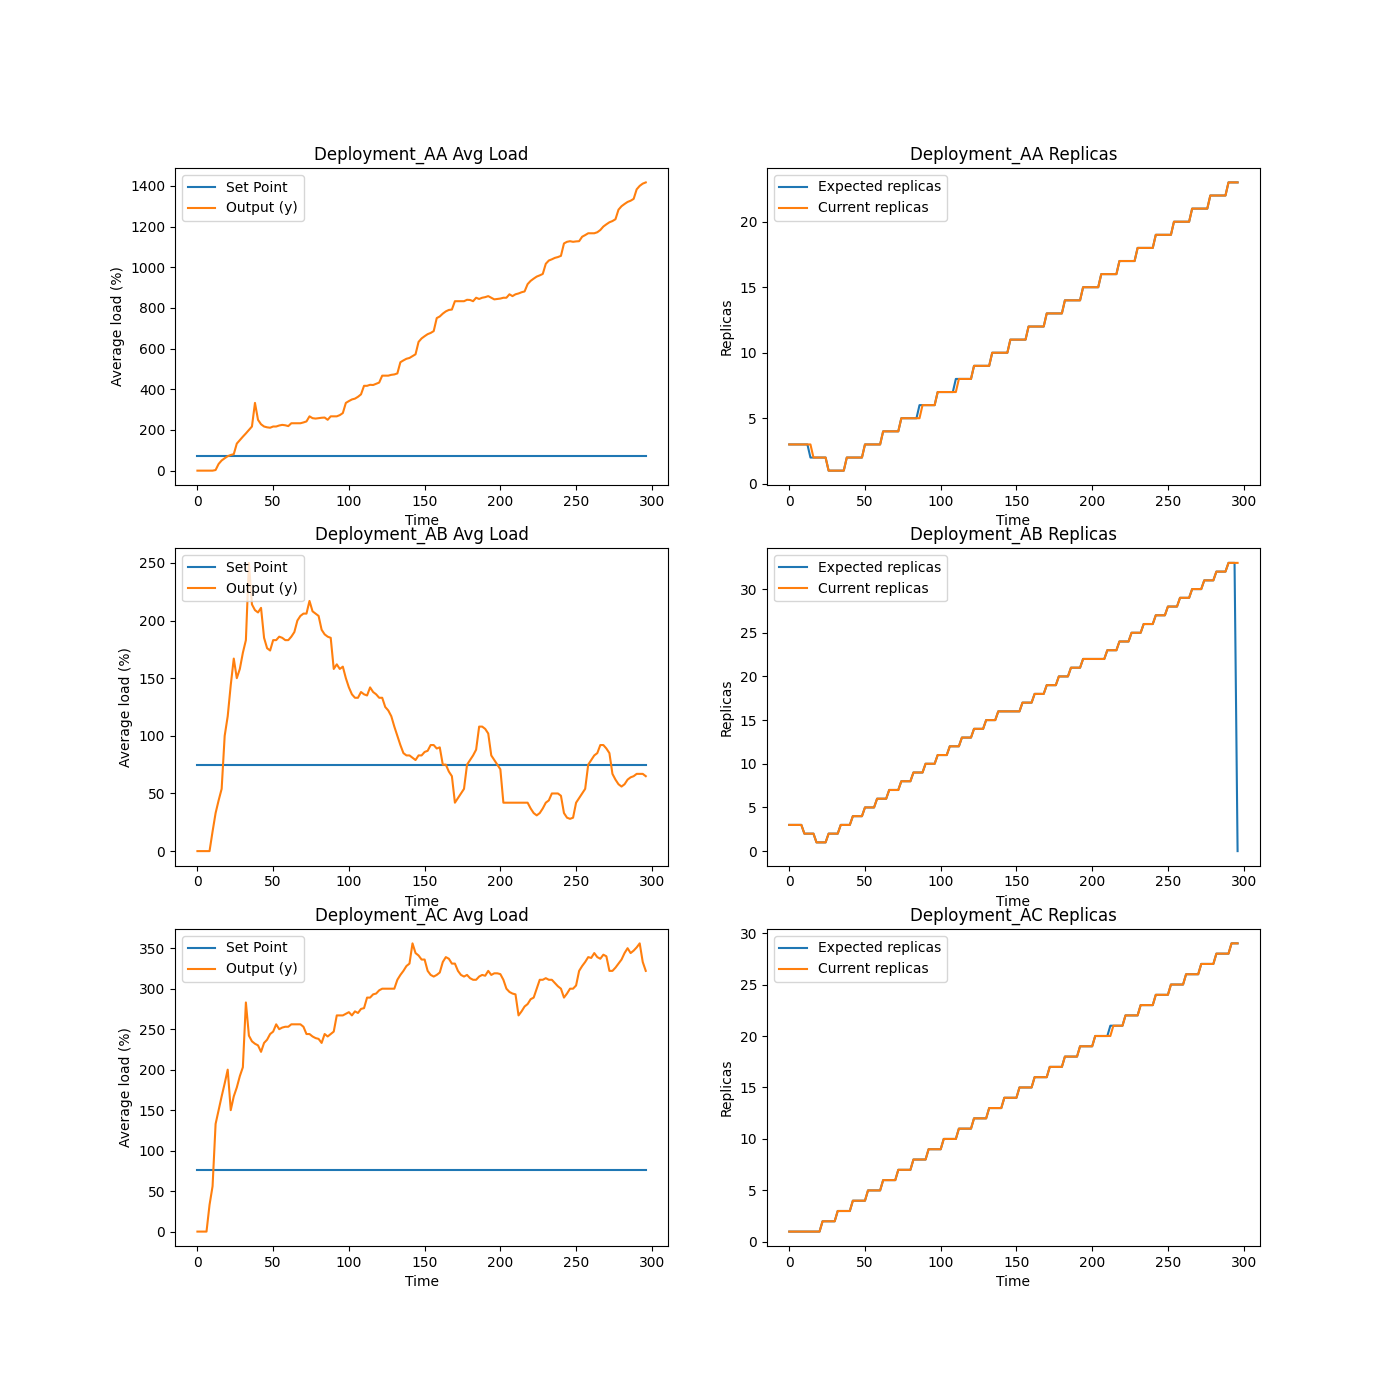 Deployment_AA Avg Load
Set Point
Output (y)
Average load (%)
1400
1200
1000
800
600
400
200
0
0 50 100 150 200 250 300
Time
Deployment_AA Replicas
Expected replicas
Current replicas
Replicas
20
15
10
5
0
0 50 100 150 200 250 300
Time
Deployment_AB Avg Load
Set Point
Output (y)
Average load (%)
250
200
150
100
50
0
0 50 100 150 200 250 300
Time
Deployment_AB Replicas
Expected replicas
Current replicas
Replicas
30
25
20
15
10
5
0
0 50 100 150 200 250 300
Time
Deployment_AC Avg Load
Set Point
Output (y)
Average load (%)
350
300
250
200
150
100
50
0
0 50 100 150 200 250 300
Time
Deployment_AC Replicas
Expected replicas
Current replicas
Replicas
30
25
20
15
10
5
0
0 50 100 150 200 250 300
Time